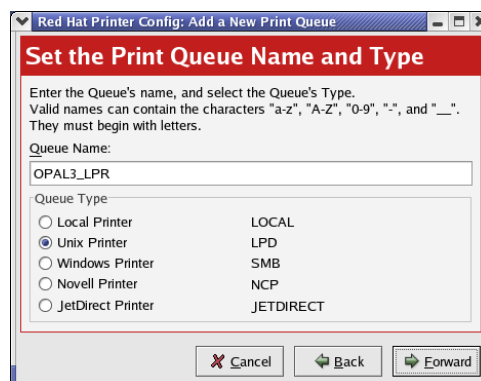 Red Hat Printer Config: Add a New Print Queue
Set the Print Queue Name and Type
Enter the Queue's name, and select the Queue's Type.
Valid names can contain the characters "a-z", "A-Z", "0-9", "-", and "__".
They must begin with letters.
Queue Name:
OPAL3_LPR
Queue Type
Local Printer LOCAL
Unix Printer LPD
Windows Printer SMB
Novell Printer NCP
JetDirect Printer JETDIRECT
Cancel Back Forward